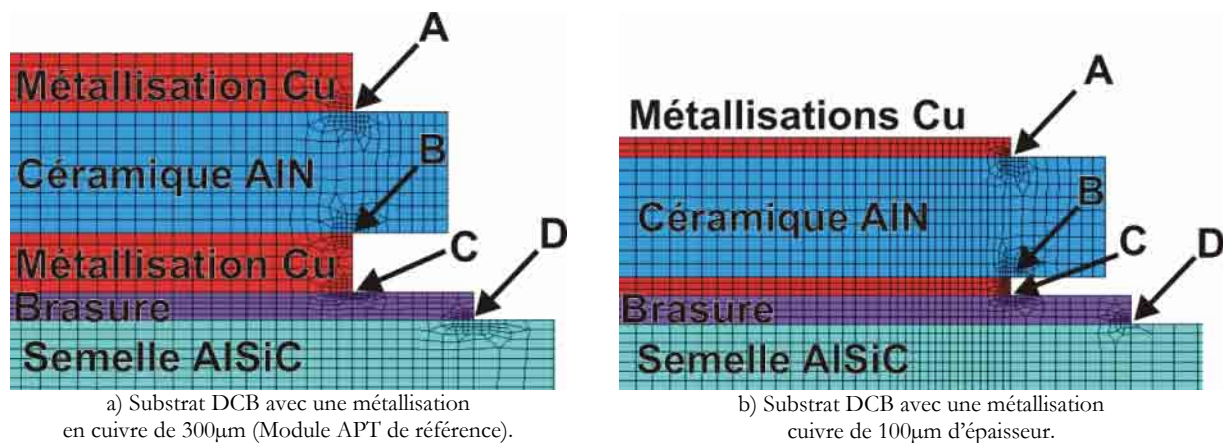 A
Métallisation Cu
B
Céramique AlN
C
D
Métallisation Cu
Brasure
Semelle AlSiC
a) Substrat DCB avec une métallisation
en cuivre de 300µm (Module APT de référence).
A
Métallisations Cu
B
Céramique AlN
C
D
Brasure
Semelle AlSiC
b) Substrat DCB avec une métallisation
cuivre de 100µm d'épaisseur.